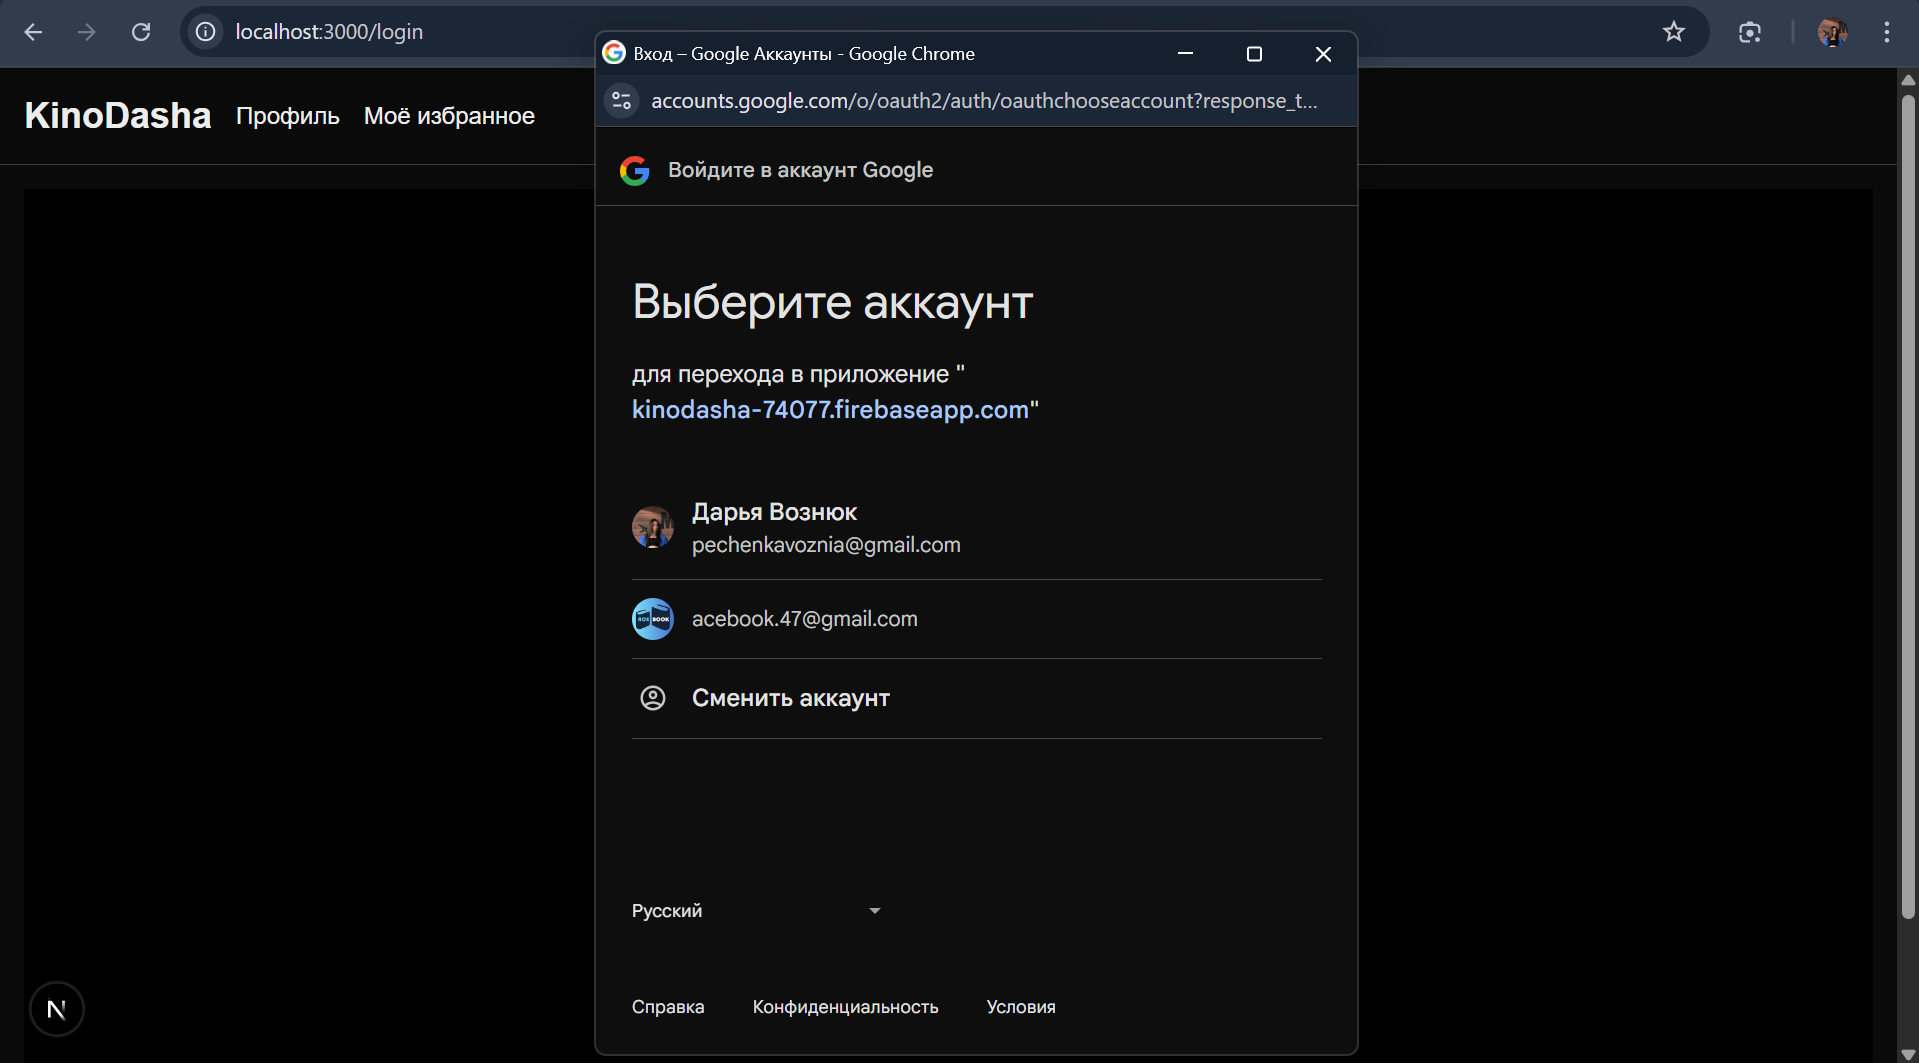 localhost:3000/login
Вход – Google Аккаунты - Google Chrome
accounts.google.com/o/oauth2/auth/oauthchooseaccount?response_t...
KinoDasha Профиль Моё избранное
Войдите в аккаунт Google
Выберите аккаунт
для перехода в приложение "
kinodasha-74077.firebaseapp.com"
Дарья Вознюк
pechenkavoznia@gmail.com
ACE BOOK
acebook.47@gmail.com
Сменить аккаунт
Русский
N
Справка Конфиденциальность Условия